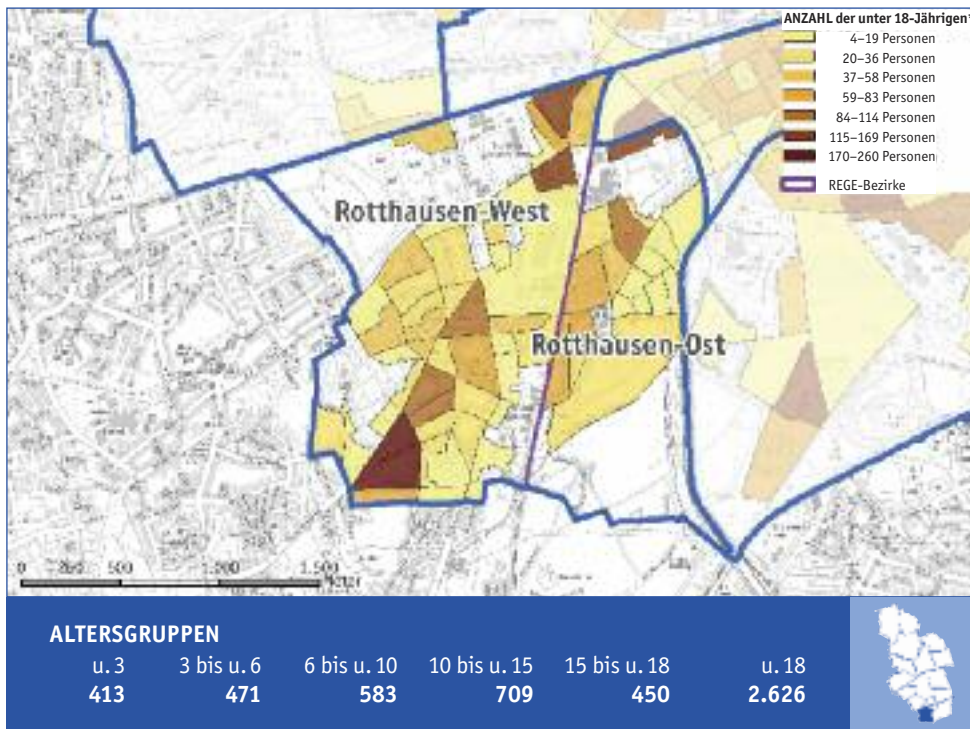 ANZAHL der unter 18-Jährigen*
4–19 Personen
20–36 Personen
37–58 Personen
59–83 Personen
84–114 Personen
115–169 Personen
170–260 Personen
REGE-Bezirke
Rotthausen-West
Rotthausen-Ost
0 250 500 1.000 1.500
Meter
ALTERSGRUPPEN
u. 3 3 bis u. 6 6 bis u. 10 10 bis u. 15 15 bis u. 18 u. 18
413 471 583 709 450 2.626